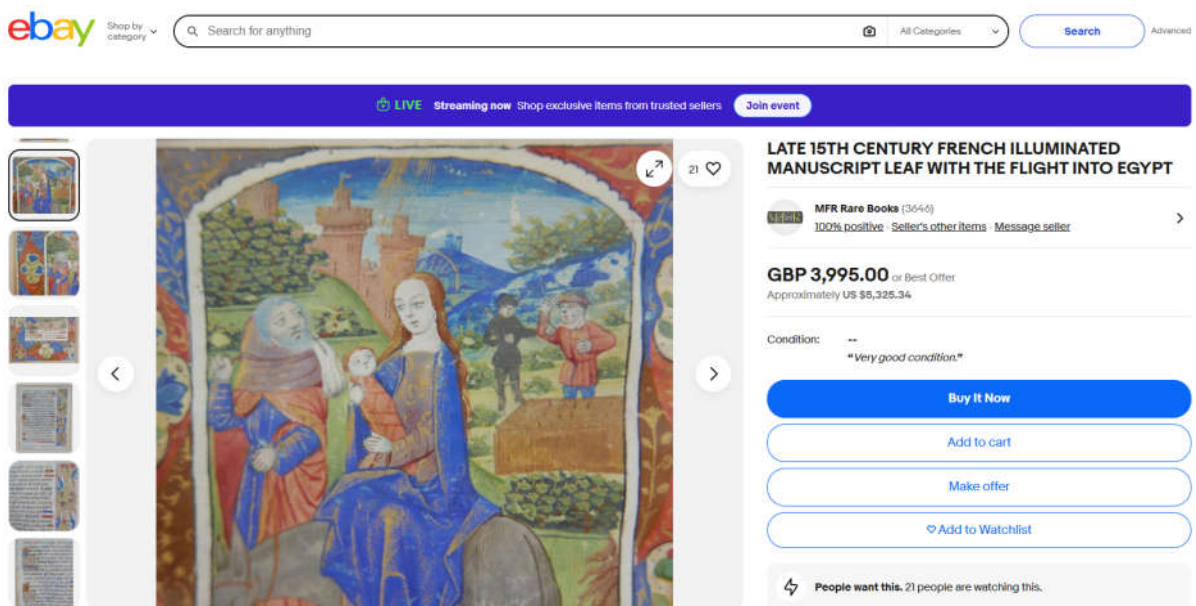 ebay
Shop by category
Search for anything
All Categories
Search
Advanced
LIVE Streaming now Shop exclusive items from trusted sellers Join event
21
LATE 15TH CENTURY FRENCH ILLUMINATED
MANUSCRIPT LEAF WITH THE FLIGHT INTO EGYPT
MFR Rare Books (3646)
100% positive · Seller's other items · Message seller
GBP 3,995.00 or Best Offer
Approximately US $5,325.34
Condition: --
"Very good condition."
Buy It Now
Add to cart
Make offer
Add to Watchlist
People want this. 21 people are watching this.